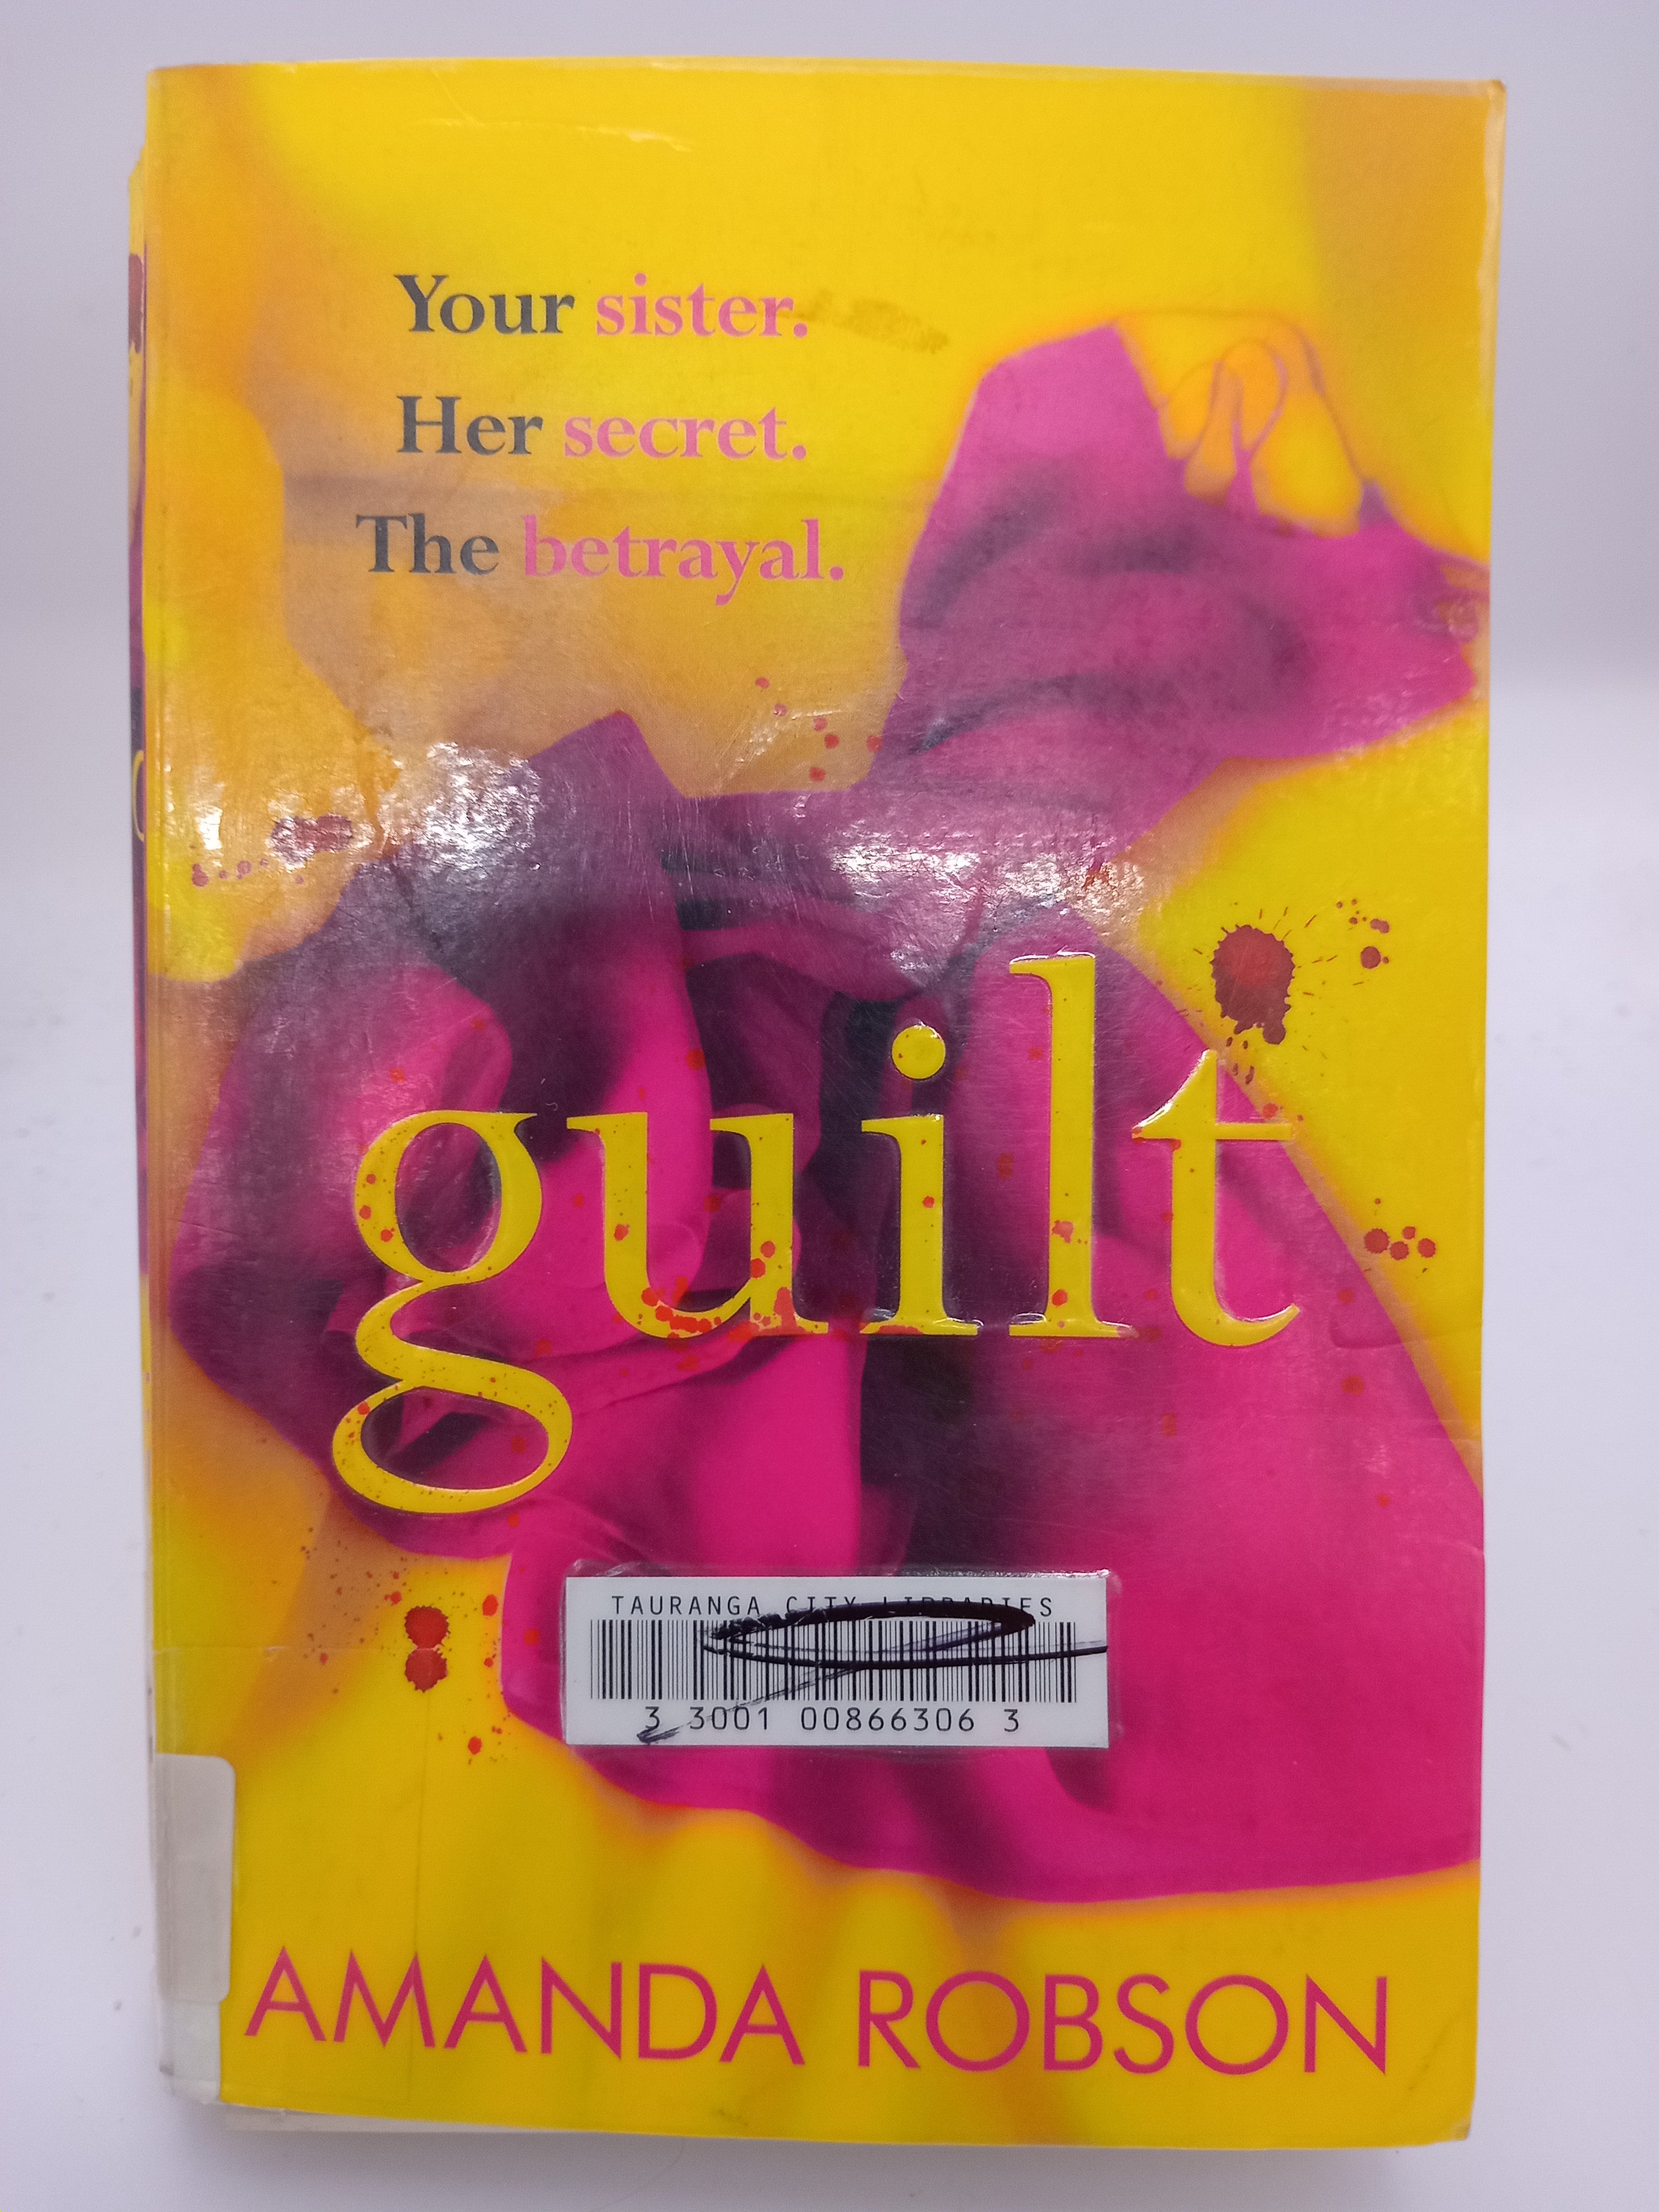 Your sister.
Her secret.
The betrayal.
guilt
TAURANGA CITY LIBRARIES
3 3001 00866306 3
AMANDA ROBSON